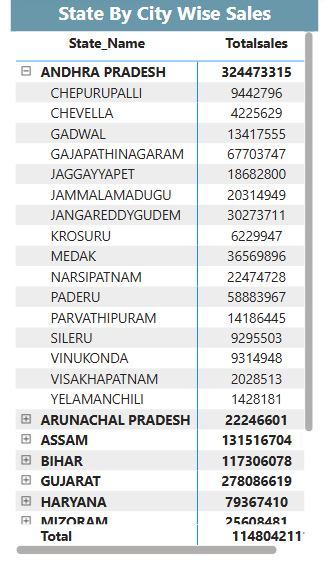 State By City Wise Sales
State_Name Totalsales
ANDHRA PRADESH 324473315
CHEPURUPALLI 9442796
CHEVELLA 4225629
GADWAL 13417555
GAJAPATHINAGARAM 67703747
JAGGAYYAPET 18682800
JAMMALAMADUGU 20314949
JANGAREDDYGUDEM 30273711
KROSURU 6229947
MEDAK 36569896
NARSIPATNAM 22474728
PADERU 58883967
PARVATHIPURAM 14186445
SILERU 9295503
VINUKONDA 9314948
VISAKHAPATNAM 2028513
YELAMANCHILI 1428181
ARUNACHAL PRADESH 22246601
ASSAM 131516704
BIHAR 117306078
GUJARAT 278086619
HARYANA 79367410
MIZORAM 25608481
Total 114804211